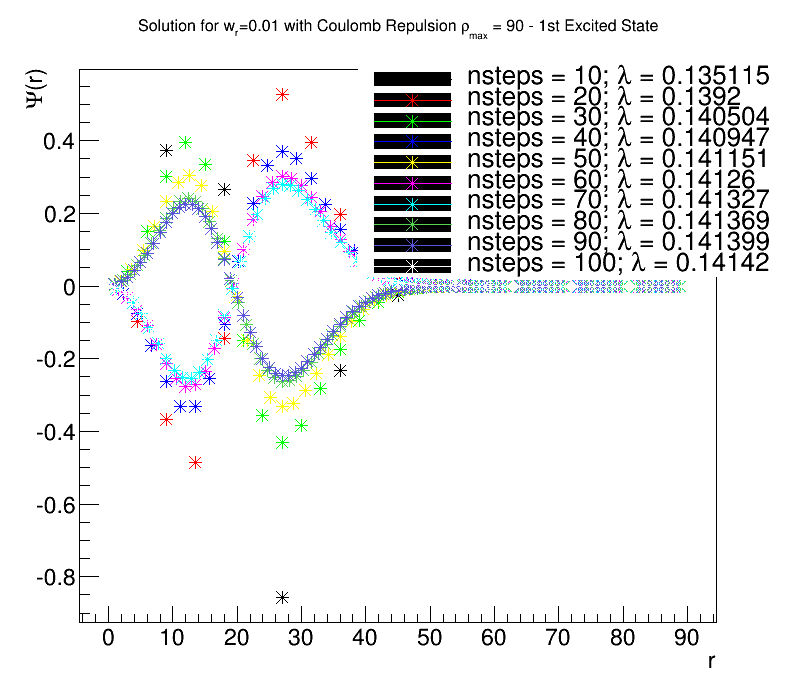 Solution for wr=0.01 with Coulomb Repulsion ρmax = 90 - 1st Excited State
Ψ(r)
nsteps = 10; λ = 0.135115
nsteps = 20; λ = 0.1392
nsteps = 30; λ = 0.140504
nsteps = 40; λ = 0.140947
nsteps = 50; λ = 0.141151
nsteps = 60; λ = 0.14126
nsteps = 70; λ = 0.141327
nsteps = 80; λ = 0.141369
nsteps = 90; λ = 0.141399
nsteps = 100; λ = 0.14142
0.4
0.2
0
-0.2
-0.4
-0.6
-0.8
0 10 20 30 40 50 60 70 80 90
r